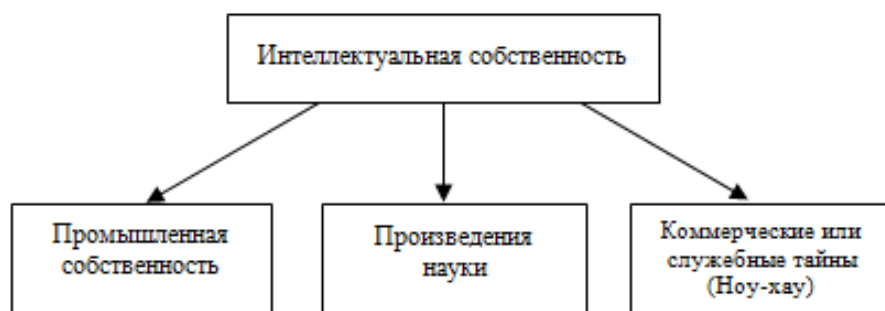 Интеллектуальная собственность
Промышленная
собственность
Произведения
науки
Коммерческие или
служебные тайны
(Ноу-хау)